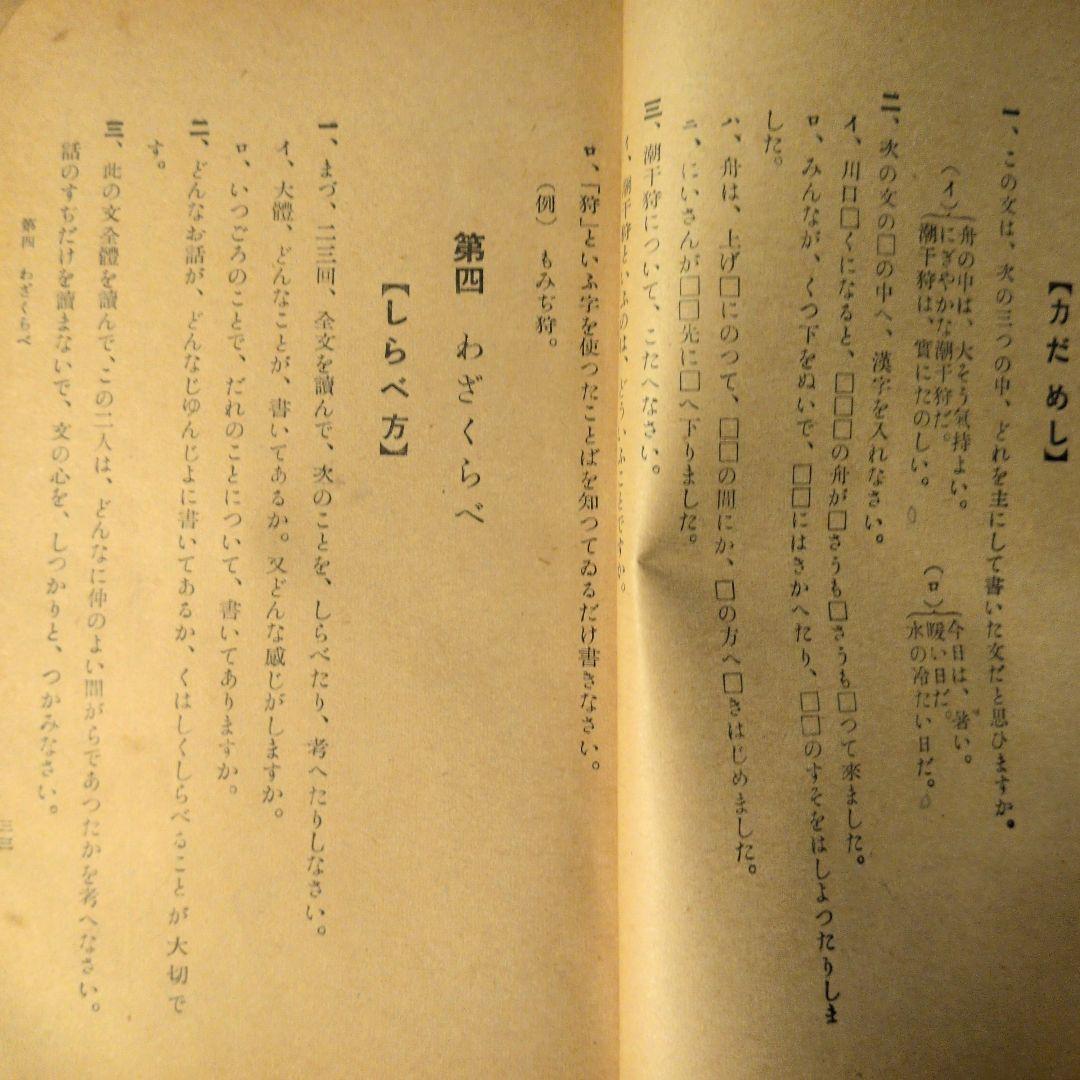 【力だめし】
一、この文は、次の三つの中、どれを主にして書いた文だと思ひますか。
(イ) 舟の中は、大そう氣持よい。
にぎやかな潮干狩だ。
潮干狩は、實にたのしい。
(ロ) 今日は、暑い。
暖い日だ。
水の冷たい日だ。
二、次の文の□の中へ、漢字を入れなさい。
イ、川口□くになると、□□□の舟が□さうも□さうも□つて來ました。
ロ、みんなが、くつ下をぬいで、□□にはきかへたり、□□のすそをはしよつたりしま
した。
ハ、舟は、上げ□にのつて、□□の間にか、□の方へ□きはじめました。
ニ、にいさんが□□先に□へ下りました。
三、潮干狩について、こたへなさい。
イ、潮干狩といふのは、どういふことですか。
ロ、「狩」といふ字を使つたことばを知つてゐるだけ書きなさい。
(例) もみぢ狩。
第四 わざくらべ
【しらべ方】
一、まづ、二三回、全文を讀んで、次のことを、しらべたり、考へたりしなさい。
イ、大體、どんなことが、書いてあるか。又どんな感じがしますか。
ロ、いつごろのことで、だれのことについて、書いてありますか。
二、どんなお話が、どんなじゆんじよに書いてあるか、くはしくしらべることが大切で
す。
三、此の文全體を讀んで、この二人は、どんなに仲のよい間がらであつたかを考へなさい。
話のすぢだけを讀まないで、文の心を、しつかりと、つかみなさい。
第四 わざくらべ
三三